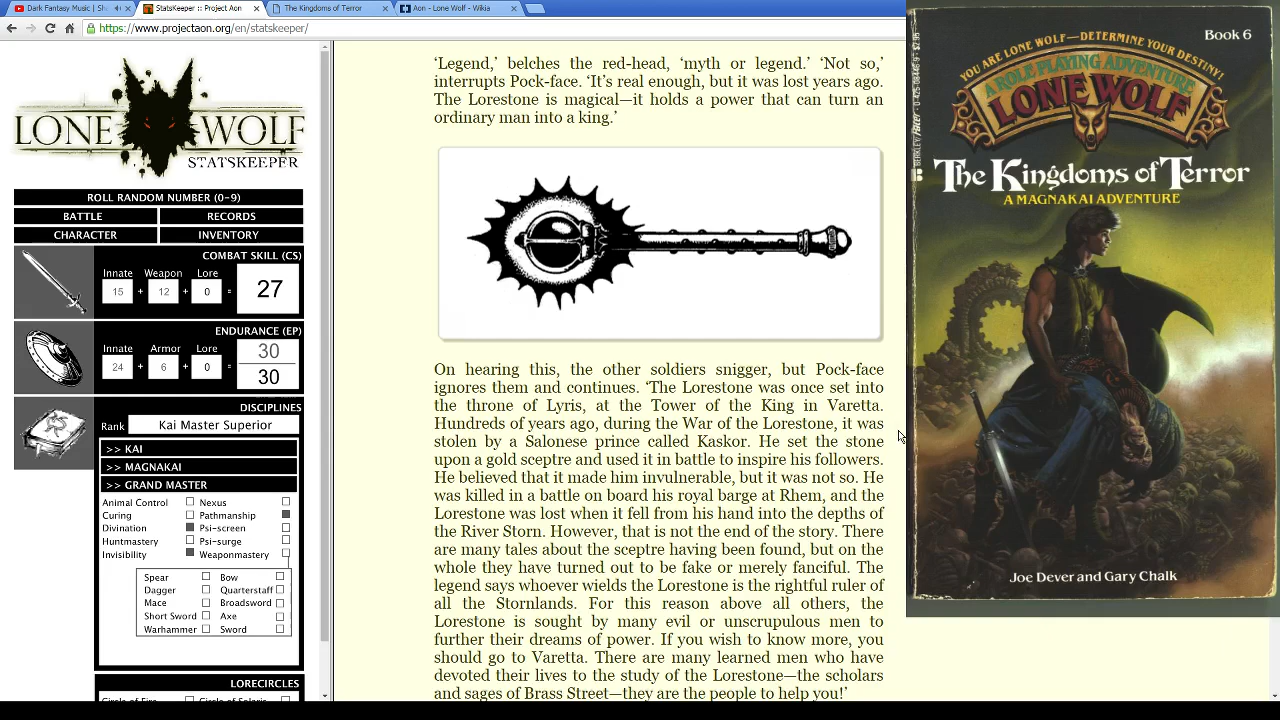 Dark Fantasy Music | Sh
StatsKeeper :: Project Aon
The Kingdoms of Terror
Aon - Lone Wolf - Wikia
https://www.projectaon.org/en/statskeeper/
LONE WOLF
STATSKEEPER
ROLL RANDOM NUMBER (0-9)
BATTLE RECORDS
CHARACTER INVENTORY
COMBAT SKILL (CS)
Innate Weapon Lore
15 + 12 + 0 = 27
ENDURANCE (EP)
Innate Armor Lore 30
24 + 6 + 0 = 30
DISCIPLINES
Rank Kai Master Superior
>> KAI
>> MAGNAKAI
>> GRAND MASTER
Animal Control Nexus
Curing Pathmanship
Divination Psi-screen
Huntmastery Psi-surge
Invisibility Weaponmastery
Spear Bow
Dagger Quarterstaff
Mace Broadsword
Short Sword Axe
Warhammer Sword
LORECIRCLES
Circle of Fire Circle of Solaris
‘Legend,’ belches the red-head, ‘myth or legend.’ ‘Not so,’
interrupts Pock-face. ‘It’s real enough, but it was lost years ago.
The Lorestone is magical—it holds a power that can turn an
ordinary man into a king.’
On hearing this, the other soldiers snigger, but Pock-face
ignores them and continues. ‘The Lorestone was once set into
the throne of Lyris, at the Tower of the King in Varetta.
Hundreds of years ago, during the War of the Lorestone, it was
stolen by a Salonese prince called Kaskor. He set the stone
upon a gold sceptre and used it in battle to inspire his followers.
He believed that it made him invulnerable, but it was not so. He
was killed in a battle on board his royal barge at Rhem, and the
Lorestone was lost when it fell from his hand into the depths of
the River Storn. However, that is not the end of the story. There
are many tales about the sceptre having been found, but on the
whole they have turned out to be fake or merely fanciful. The
legend says whoever wields the Lorestone is the rightful ruler of
all the Stornlands. For this reason above all others, the
Lorestone is sought by many evil or unscrupulous men to
further their dreams of power. If you wish to know more, you
should go to Varetta. There are many learned men who have
devoted their lives to the study of the Lorestone—the scholars
and sages of Brass Street—they are the people to help you!’
Book 6
YOU ARE LONE WOLF—DETERMINE YOUR DESTINY!
A ROLE PLAYING ADVENTURE
LONE WOLF
The Kingdoms of Terror
A MAGNAKAI ADVENTURE
Joe Dever and Gary Chalk